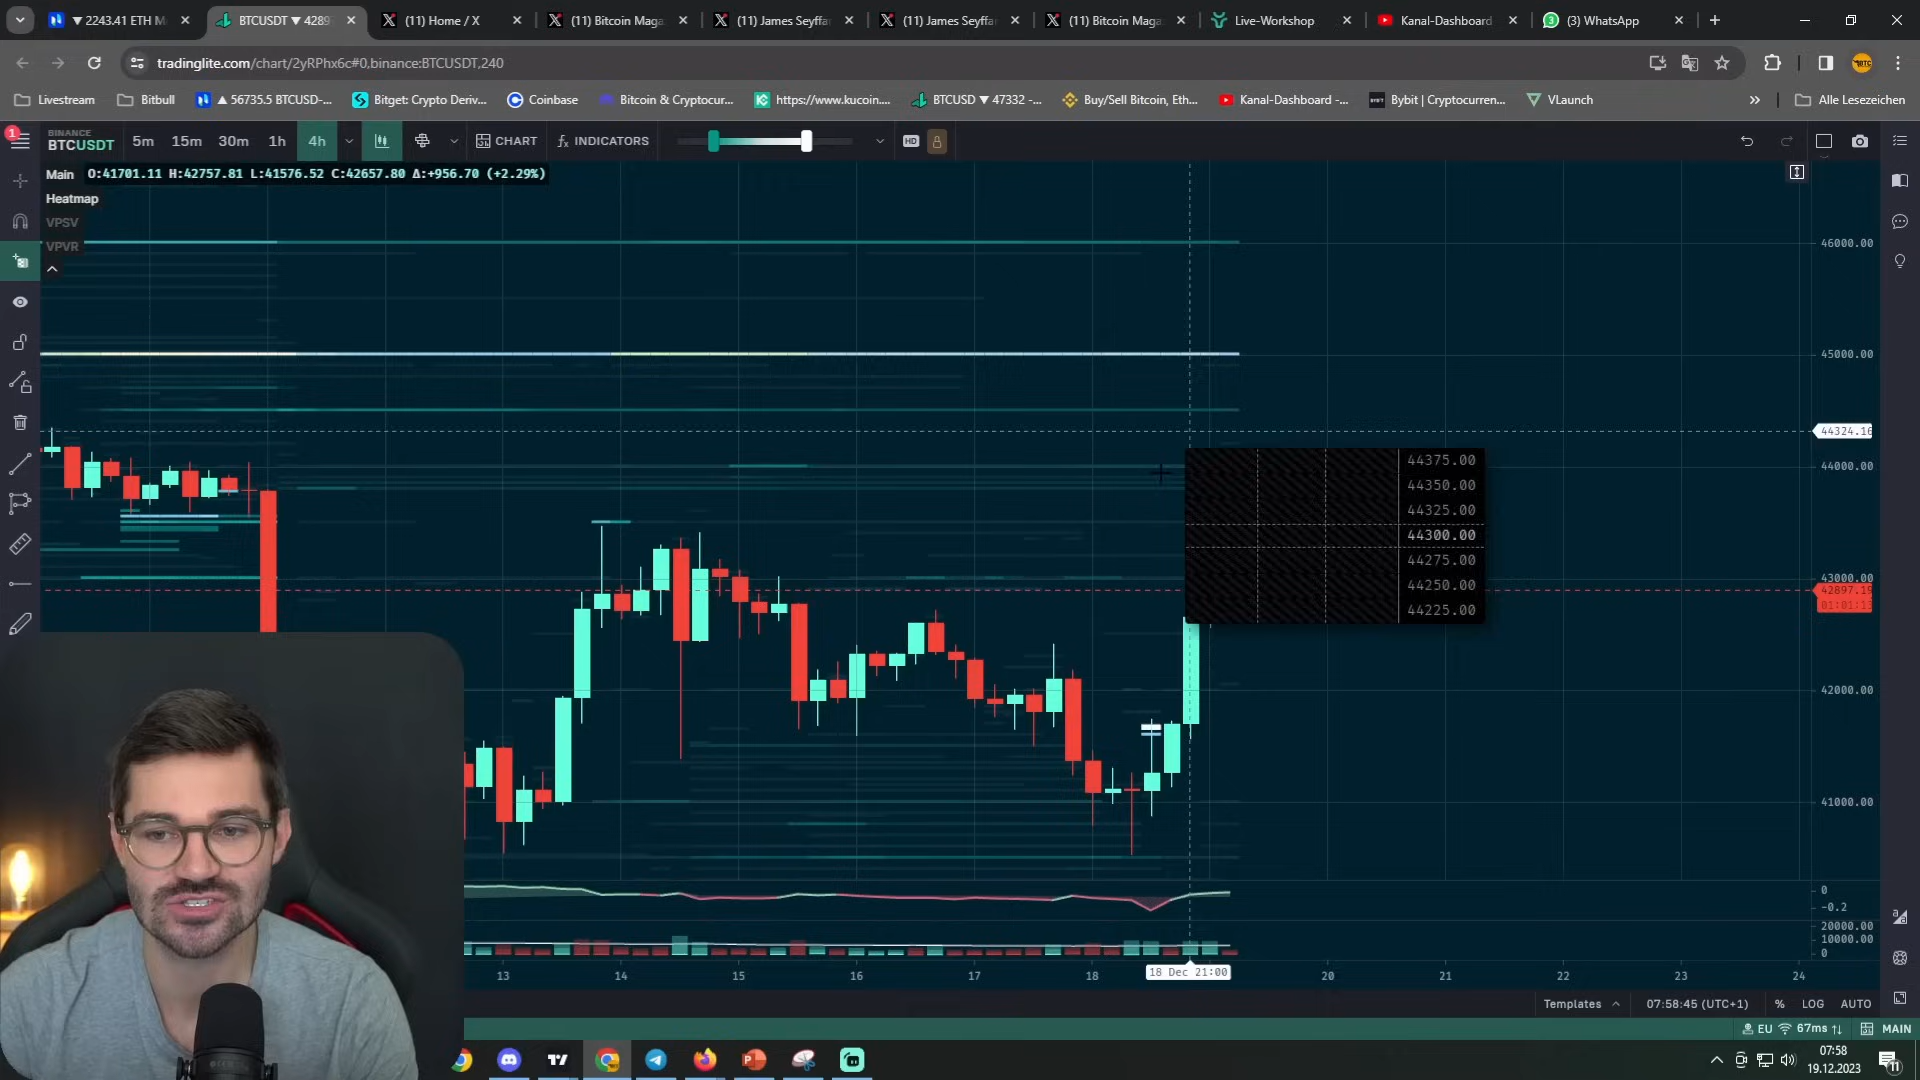 ▼ 2243.41 ETH M
BTCUSDT ▼ 4289
(11) Home / X
(11) Bitcoin Maga
(11) James Seyffa
(11) James Seyffa
(11) Bitcoin Maga
Live-Workshop
Kanal-Dashboard
(3) WhatsApp
tradinglite.com/chart/2yRPhx6c#0,binance:BTCUSDT,240
Livestream
Bitbull
▲ 56735.5 BTCUSD-...
Bitget: Crypto Deriv...
Coinbase
Bitcoin & Cryptocur...
https://www.kucoin....
BTCUSD ▼ 47332 -...
Buy/Sell Bitcoin, Eth...
Kanal-Dashboard -...
Bybit | Cryptocurren...
VLaunch
»
Alle Lesezeichen
1
BINANCE
BTCUSDT
5m 15m 30m 1h 4h
CHART
fx INDICATORS
HD
Main O:41701.11 H:42757.81 L:41576.52 C:42657.80 Δ:+956.70 (+2.29%)
Heatmap
VPSV
VPVR
46000.00
45000.00
44324.16
44000.00
43000.00
42897.19
42000.00
41000.00
44375.00
44350.00
44325.00
44300.00
44275.00
44250.00
44225.00
0
-0.2
20000.00
10000.00
0
13 14 15 16 17 18 18 Dec 21:00 20 21 22 23 24
Templates 07:58:45 (UTC+1) % LOG AUTO
EU 67ms MAIN
07:58
19.12.2023
11